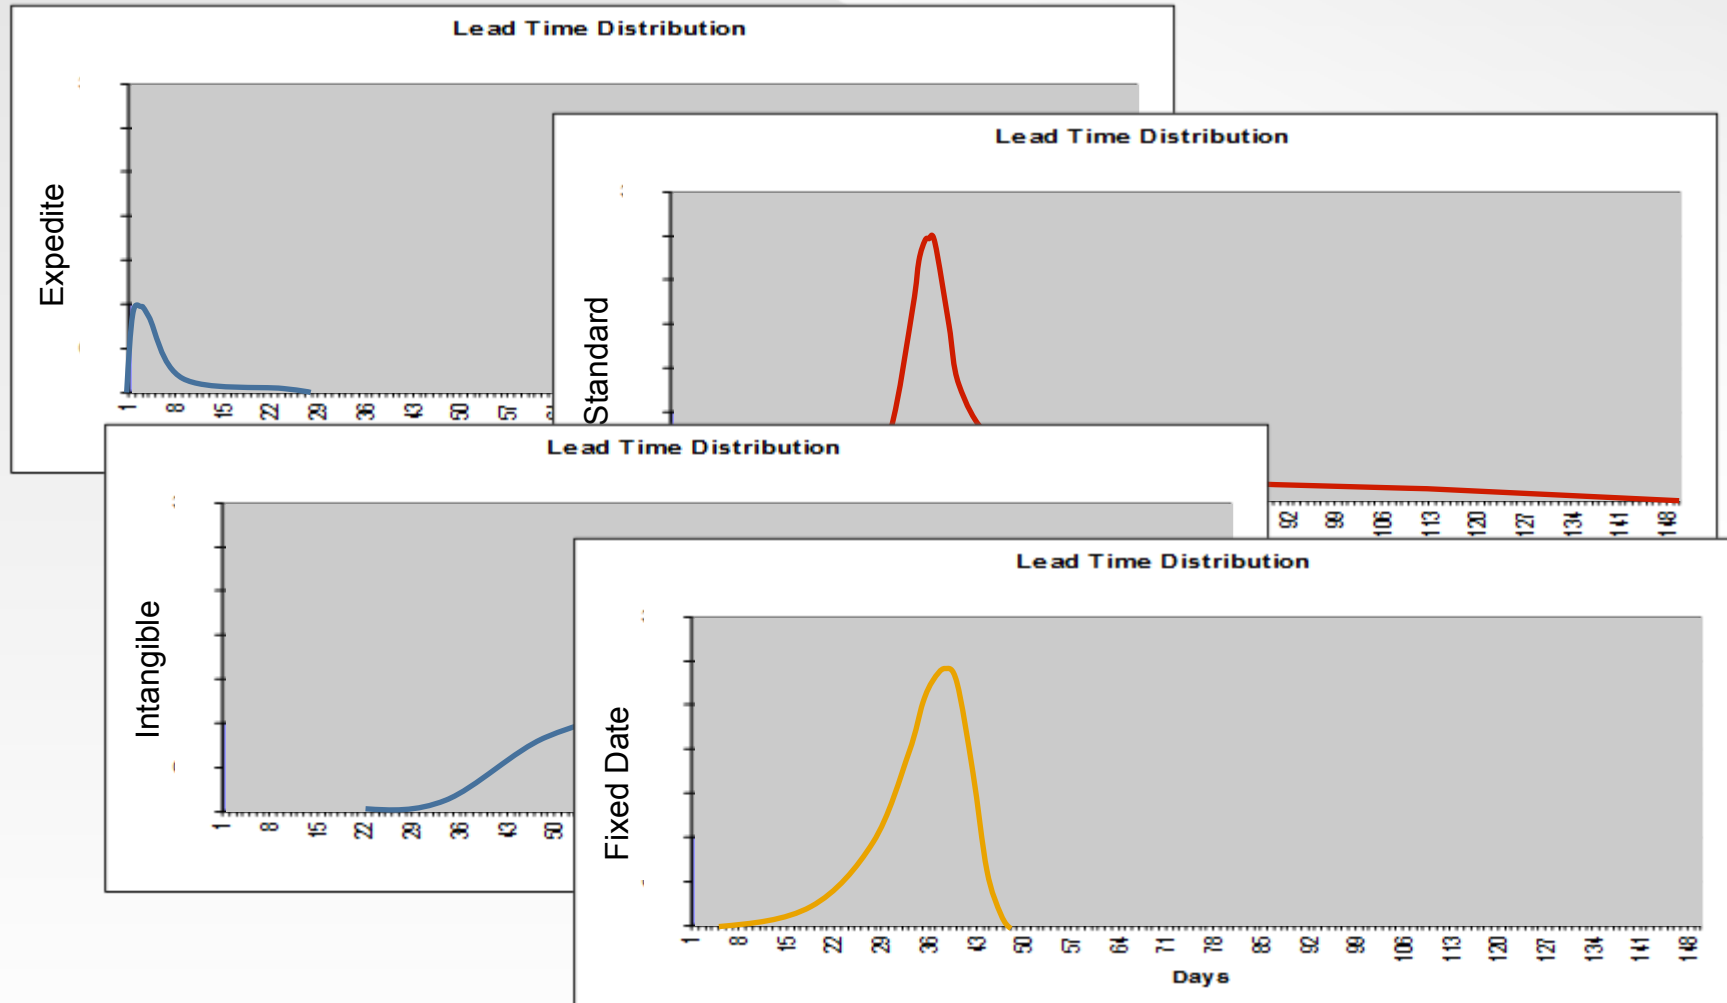 Lead Time Distribution
Expedite
1 8 15 22 29 36 43 50 57
Lead Time Distribution
Standard
92 99 106 113 120 127 134 141 148
Lead Time Distribution
Intangible
1 8 15 22 29 36 43 50
Lead Time Distribution
Fixed Date
1 8 15 22 29 36 43 50 57 64 71 78 85 92 99 106 113 120 127 134 141 148
Days